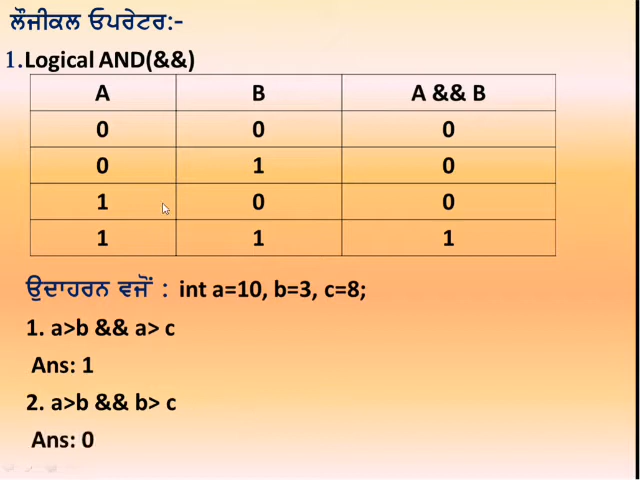 ਲੌਜੀਕਲ ਓਪਰੇਟਰ:-
1.Logical AND(&&)
A B A && B
0 0 0
0 1 0
1 0 0
1 1 1
ਉਦਾਹਰਨ ਵਜੋਂ : int a=10, b=3, c=8;
1. a>b && a> c
Ans: 1
2. a>b && b> c
Ans: 0